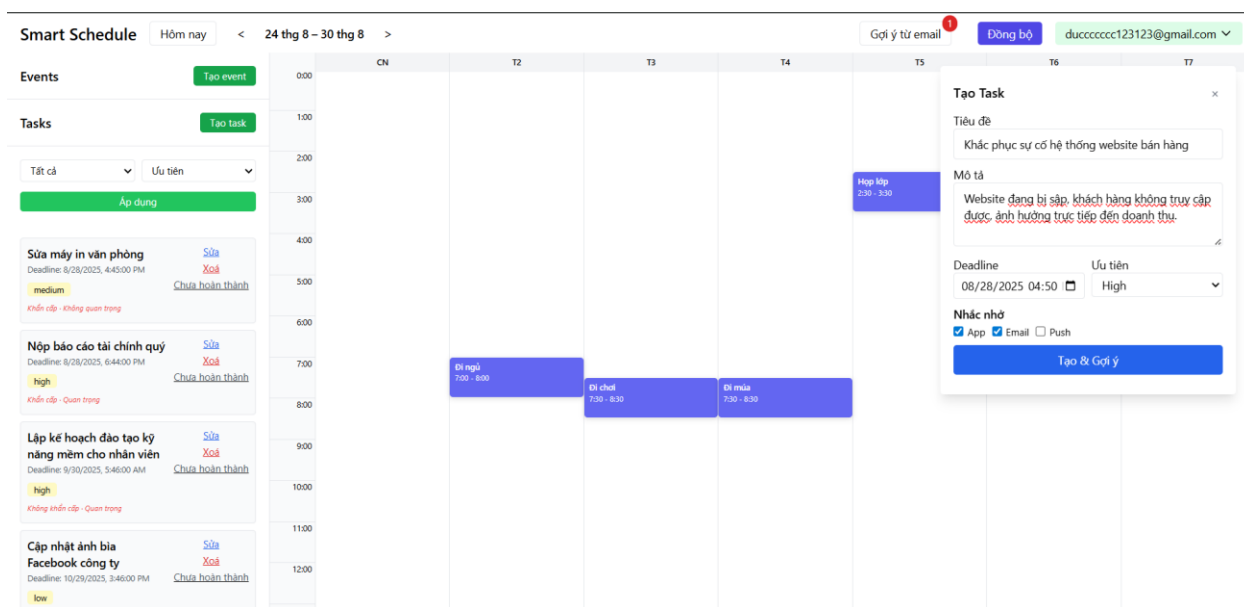 Smart Schedule
Hôm nay
<
24 thg 8 – 30 thg 8
>
Gợi ý từ email
1
Đồng bộ
ducccccccc123123@gmail.com
Events
Tạo event
Tasks
Tạo task
Tất cả
Ưu tiên
Áp dụng
Sửa máy in văn phòng
Deadline: 8/28/2025, 4:45:00 PM
medium
Khẩn cấp - Không quan trọng
Sửa
Xoá
Chưa hoàn thành
Nộp báo cáo tài chính quý
Deadline: 8/28/2025, 6:44:00 PM
high
Khẩn cấp - Quan trọng
Sửa
Xoá
Chưa hoàn thành
Lập kế hoạch đào tạo kỹ
năng mềm cho nhân viên
Deadline: 9/30/2025, 5:46:00 AM
high
Không khẩn cấp - Quan trọng
Sửa
Xoá
Chưa hoàn thành
Cập nhật ảnh bìa
Facebook công ty
Deadline: 10/29/2025, 3:46:00 PM
low
Sửa
Xoá
Chưa hoàn thành
CN
T2
T3
T4
T5
T6
T7
0:00
1:00
2:00
3:00
4:00
5:00
6:00
7:00
8:00
9:00
10:00
11:00
12:00
Đi ngủ
7:00 - 8:00
Đi chơi
7:30 - 8:30
Đi múa
7:30 - 8:30
Họp lớp
2:30 - 3:30
Tạo Task
×
Tiêu đề
Khắc phục sự cố hệ thống website bán hàng
Mô tả
Website đang bị sập, khách hàng không truy cập
được, ảnh hưởng trực tiếp đến doanh thu.
Deadline
Ưu tiên
08/28/2025 04:50
High
Nhắc nhở
App
Email
Push
Tạo & Gợi ý